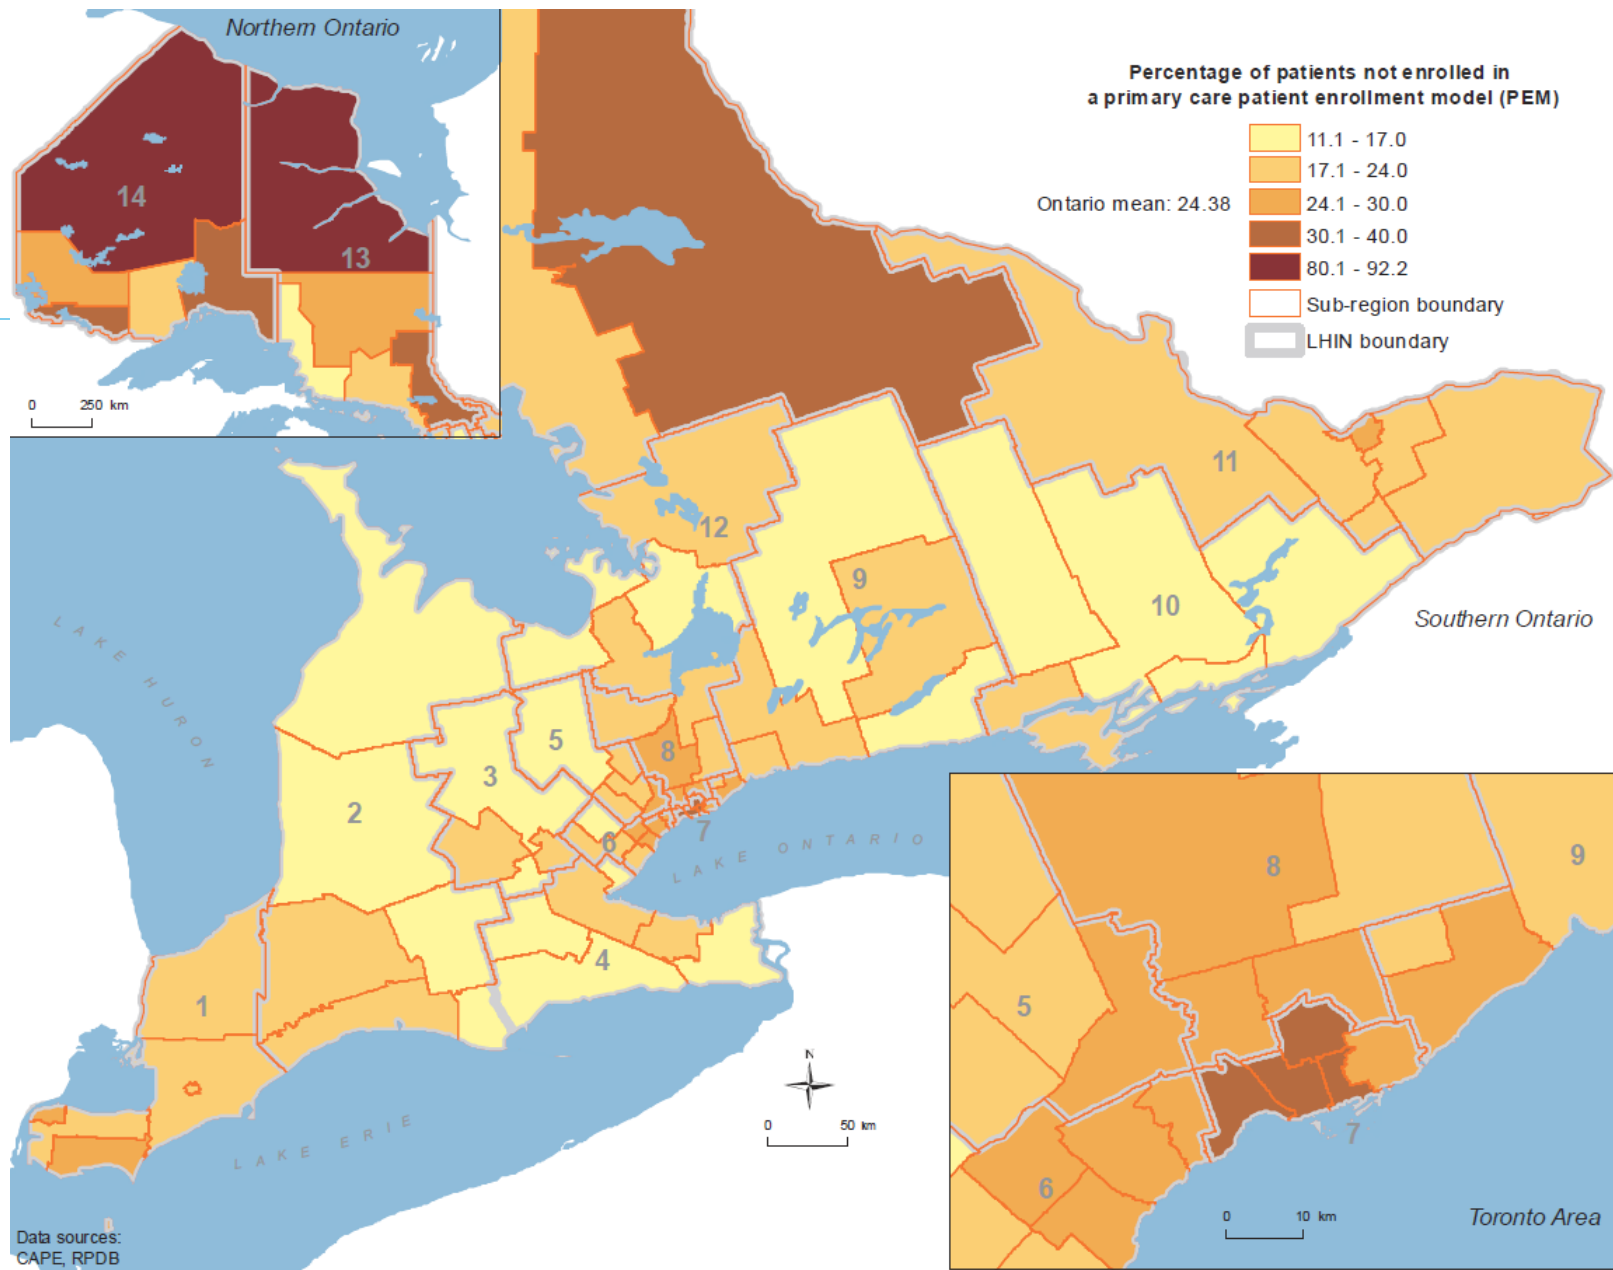 Northern Ontario
14
13
0 250 km
Percentage of patients not enrolled in
a primary care patient enrollment model (PEM)
11.1 - 17.0
17.1 - 24.0
Ontario mean: 24.38
24.1 - 30.0
30.1 - 40.0
80.1 - 92.2
Sub-region boundary
LHIN boundary
11
12
9
10
Southern Ontario
LAKE HURON
5
8
3
2
6
7
LAKE ONTARIO
4
1
N
0 50 km
LAKE ERIE
Data sources:
CAPE, RPDB
8
9
5
7
6
0 10 km
Toronto Area